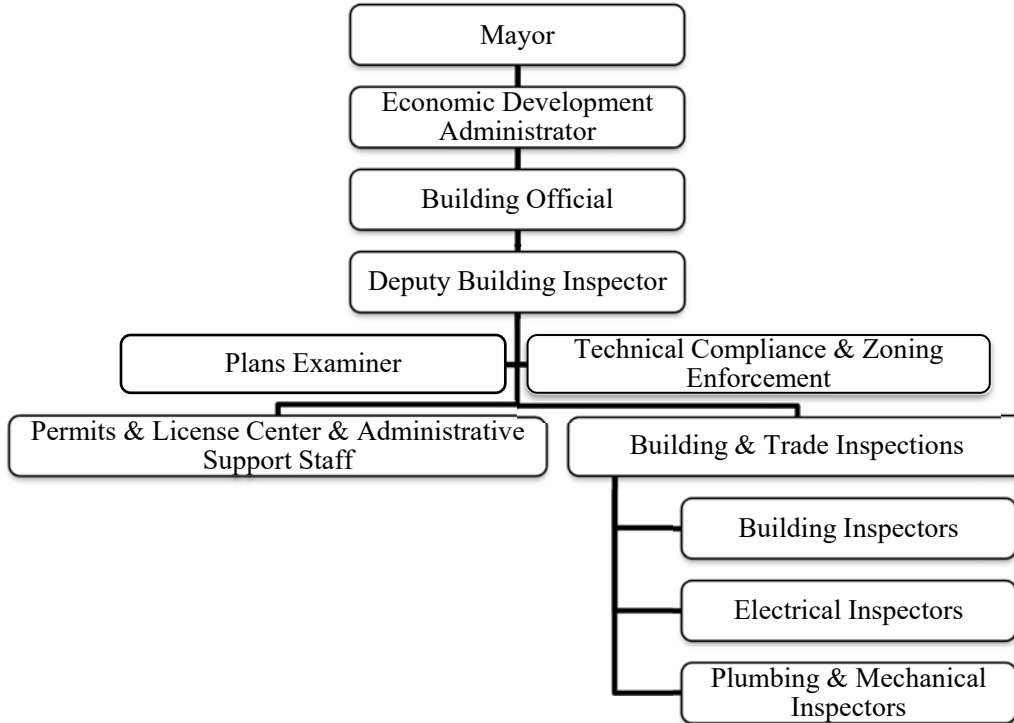 Mayor
Economic Development
Administrator
Building Official
Deputy Building Inspector
Plans Examiner
Technical Compliance & Zoning
Enforcement
Permits & License Center & Administrative
Support Staff
Building & Trade Inspections
Building Inspectors
Electrical Inspectors
Plumbing & Mechanical
Inspectors